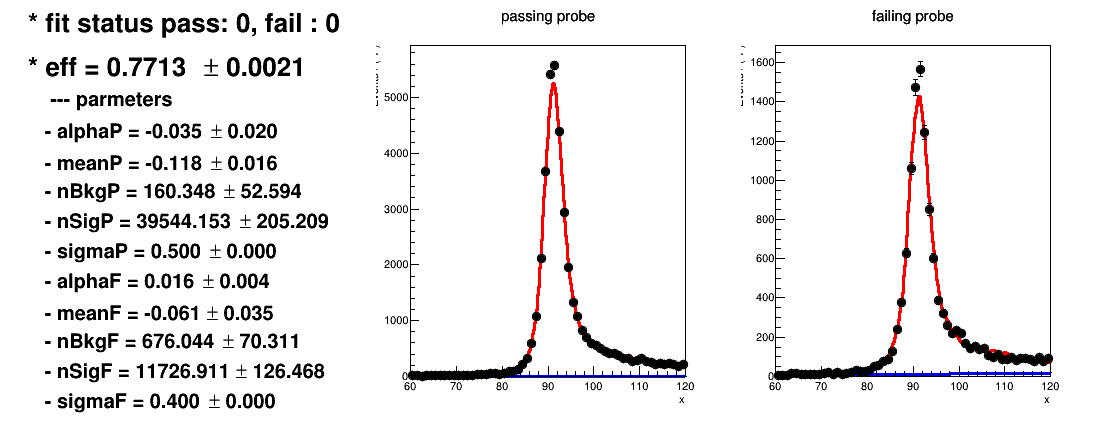 * fit status pass: 0, fail : 0
* eff = 0.7713 ± 0.0021
--- parmeters
- alphaP = -0.035 ± 0.020
- meanP = -0.118 ± 0.016
- nBkgP = 160.348 ± 52.594
- nSigP = 39544.153 ± 205.209
- sigmaP = 0.500 ± 0.000
- alphaF = 0.016 ± 0.004
- meanF = -0.061 ± 0.035
- nBkgF = 676.044 ± 70.311
- nSigF = 11726.911 ± 126.468
- sigmaF = 0.400 ± 0.000
passing probe
5000
4000
3000
2000
1000
0
60 70 80 90 100 110 120
x
failing probe
1600
1400
1200
1000
800
600
400
200
0
60 70 80 90 100 110 120
x